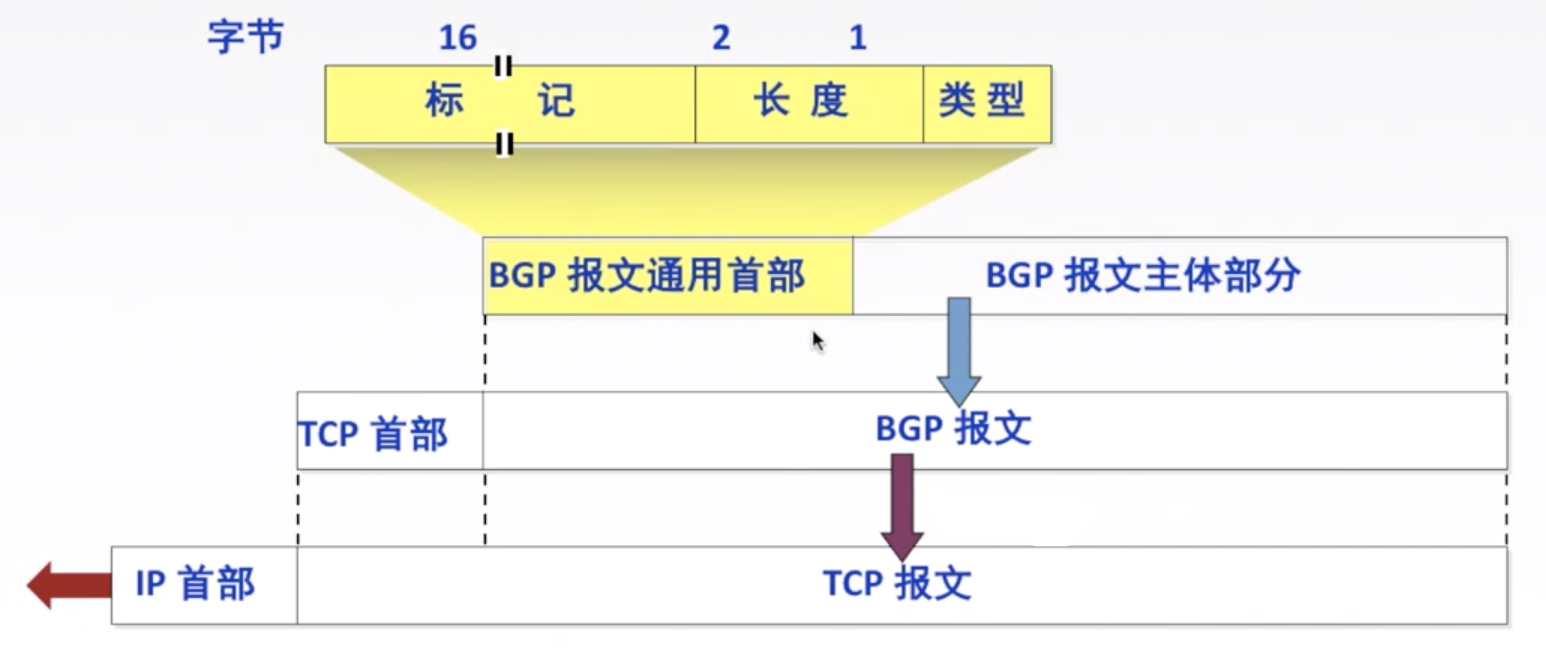 字节 16 2 1
标 记 长 度 类 型
BGP 报文通用首部 BGP 报文主体部分
TCP 首部 BGP 报文
IP 首部 TCP 报文